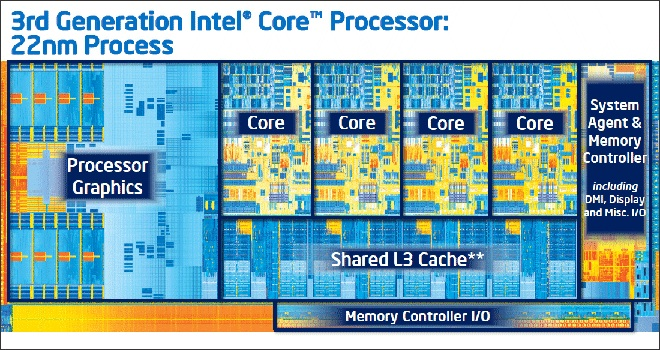 3rd Generation Intel® Core™ Processor:
22nm Process
Processor
Graphics
Core
Core
Core
Core
System
Agent &
Memory
Controller
including
DMI, Display
and Misc. I/O
Shared L3 Cache**
Memory Controller I/O